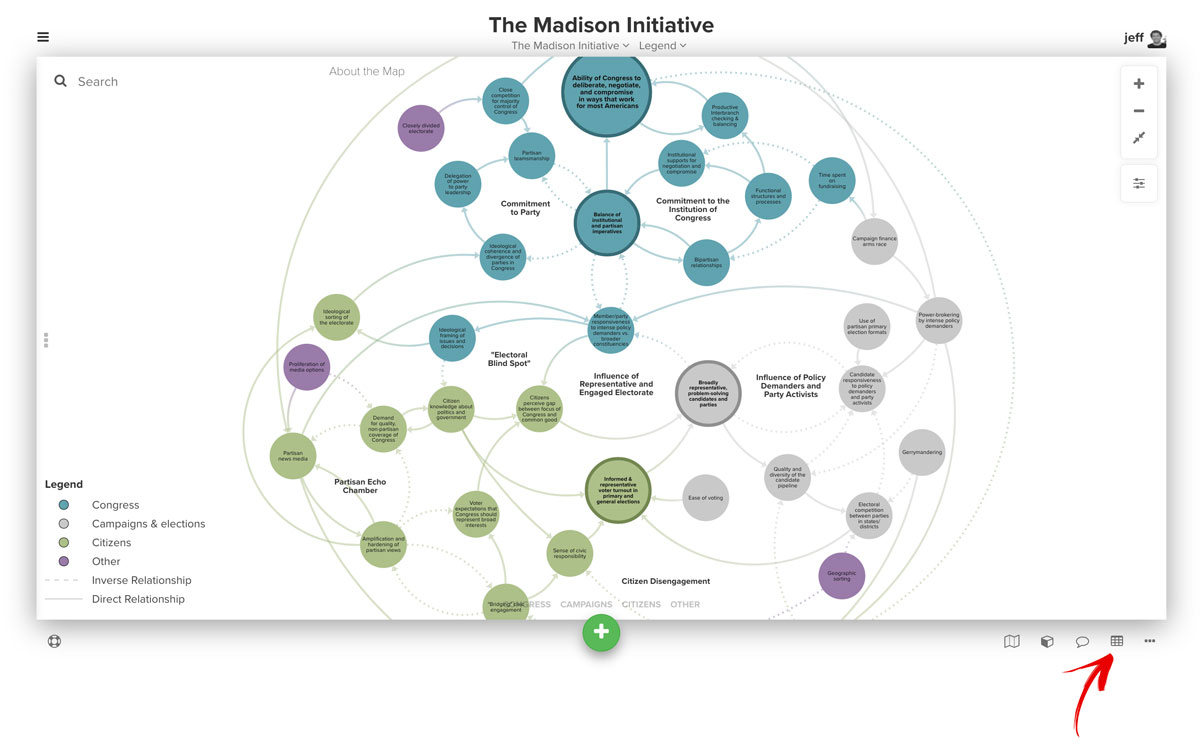 The Madison Initiative
The Madison Initiative
Legend
jeff
Search
About the Map
Ability of Congress to
deliberate, negotiate,
and compromise
in ways that work
for most Americans
Close
competition
for majority
control of
Congress
Closely divided
electorate
Productive
Interbranch
checking &
balancing
Partisan
teamsmanship
Institutional
supports for
negotiation and
compromise
Delegation
of power
to party
leadership
Time spent
on
fundraising
Functional
structures and
processes
Commitment
to Party
Commitment to the
Institution of
Congress
Balance of
institutional
and partisan
imperatives
Campaign finance
arms race
Ideological
coherence and
divergence of
parties in
Congress
Bipartisan
relationships
Ideological
sorting of
the electorate
Power-brokering
by intense policy
demanders
Member/party
responsiveness
to intense policy
demanders vs.
broader
constituencies
Use of
partisan primary
election formats
Ideological
framing of
issues and
decisions
"Electoral
Blind Spot"
Proliferation of
media options
Influence of
Representative and
Engaged Electorate
Broadly
representative,
problem-solving
candidates and
parties
Influence of Policy
Demanders and
Party Activists
Candidate
responsiveness
to policy
demanders
and party
activists
Citizen
knowledge about
politics and
government
Citizens
perceive gap
between focus of
Congress and
common good
Demand
for quality,
non-partisan
coverage of
Congress
Partisan
news media
Gerrymandering
Quality and
diversity of the
candidate
pipeline
Partisan Echo
Chamber
Informed &
representative
voter turnout in
primary and
general elections
Ease of voting
Voter
expectations that
Congress should
represent broad
interests
Electoral
competition
between parties
in states/
districts
Amplification and
hardening of
partisan views
Sense of civic
responsibility
Geographic
sorting
Citizen Disengagement
"Bridging" civic
engagement
CONGRESS
CAMPAIGNS
CITIZENS
OTHER
Legend
Congress
Campaigns & elections
Citizens
Other
Inverse Relationship
Direct Relationship